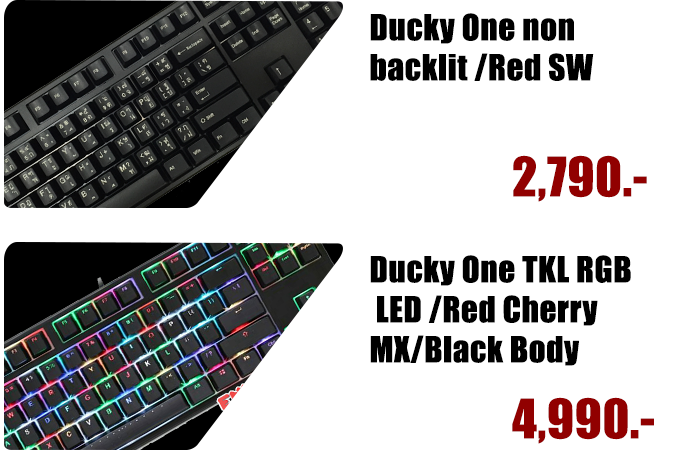 Ducky One non
backlit /Red SW
2,790.-
Ducky One TKL RGB
LED /Red Cherry
MX/Black Body
4,990.-